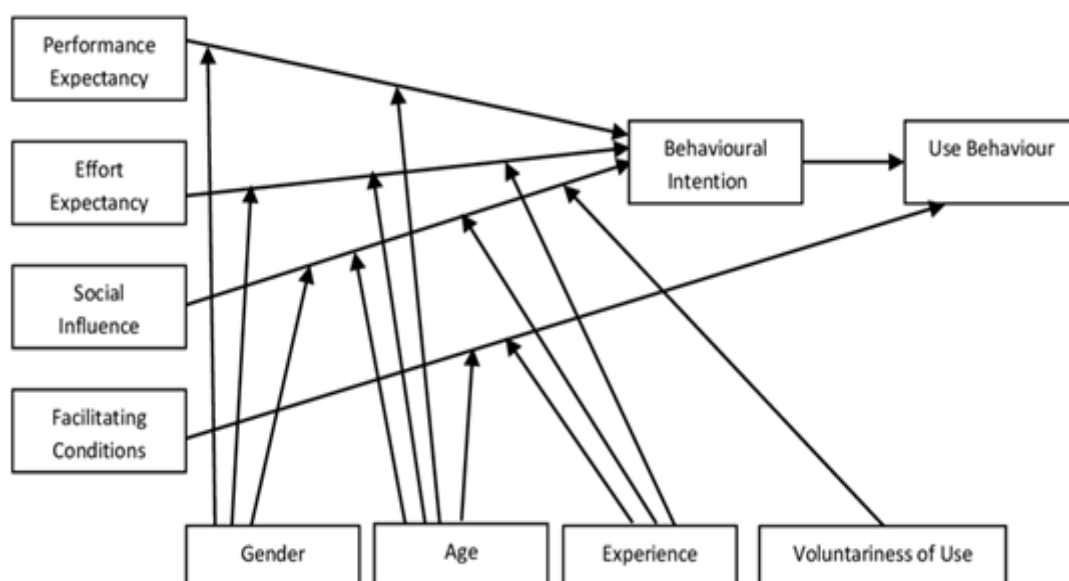 Performance
Expectancy
Effort
Expectancy
Social
Influence
Facilitating
Conditions
Behavioural
Intention
Use Behaviour
Gender
Age
Experience
Voluntariness of Use